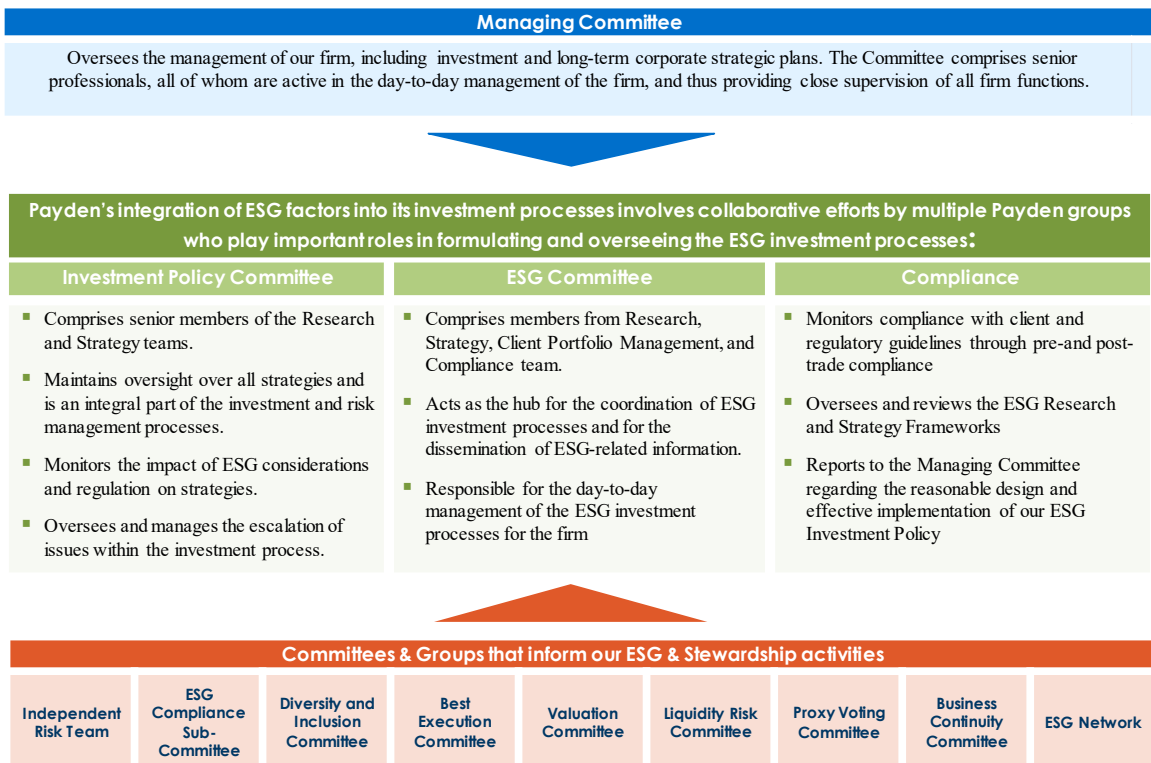 Managing Committee
Oversees the management of our firm, including investment and long-term corporate strategic plans. The Committee comprises senior
professionals, all of whom are active in the day-to-day management of the firm, and thus providing close supervision of all firm functions.
Payden's integration of ESG factors into its investment processes involves collaborative efforts by multiple Payden groups
who play important roles in formulating and overseeing the ESG investment processes:
Investment Policy Committee
▪ Comprises senior members of the Research
and Strategy teams.
▪ Maintains oversight over all strategies and
is an integral part of the investment and risk
management processes.
▪ Monitors the impact of ESG considerations
and regulation on strategies.
▪ Oversees and manages the escalation of
issues within the investment process.
ESG Committee
▪ Comprises members from Research,
Strategy, Client Portfolio Management, and
Compliance team.
▪ Acts as the hub for the coordination of ESG
investment processes and for the
dissemination of ESG-related information.
▪ Responsible for the day-to-day
management of the ESG investment
processes for the firm
Compliance
▪ Monitors compliance with client and
regulatory guidelines through pre-and post-
trade compliance
▪ Oversees and reviews the ESG Research
and Strategy Frameworks
▪ Reports to the Managing Committee
regarding the reasonable design and
effective implementation of our ESG
Investment Policy
Committees & Groups that inform our ESG & Stewardship activities
Independent
Risk Team
ESG
Compliance
Sub-
Committee
Diversity and
Inclusion
Committee
Best
Execution
Committee
Valuation
Committee
Liquidity Risk
Committee
Proxy Voting
Committee
Business
Continuity
Committee
ESG Network